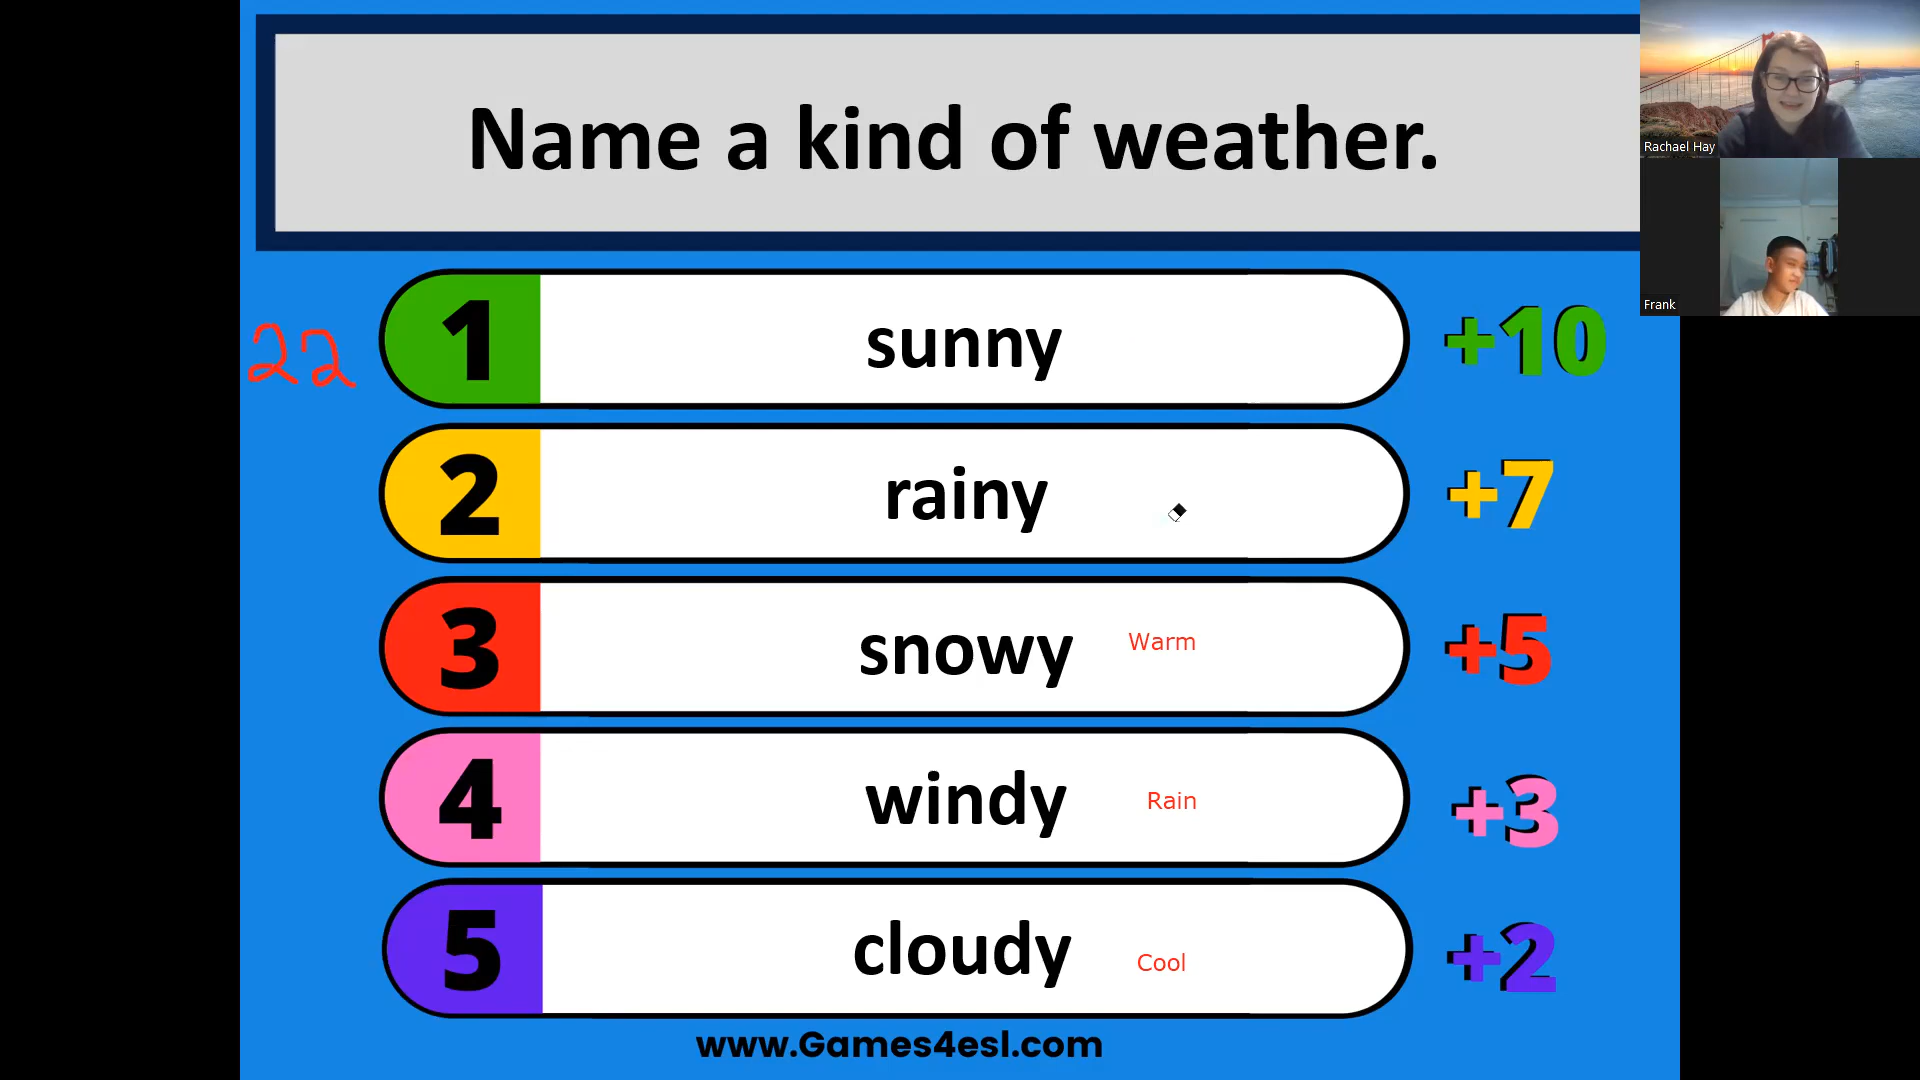 Name a kind of weather.
Rachael Hay
Frank
22
1 sunny +10
2 rainy +7
3 snowy Warm +5
4 windy Rain +3
5 cloudy Cool +2
www.Games4esl.com